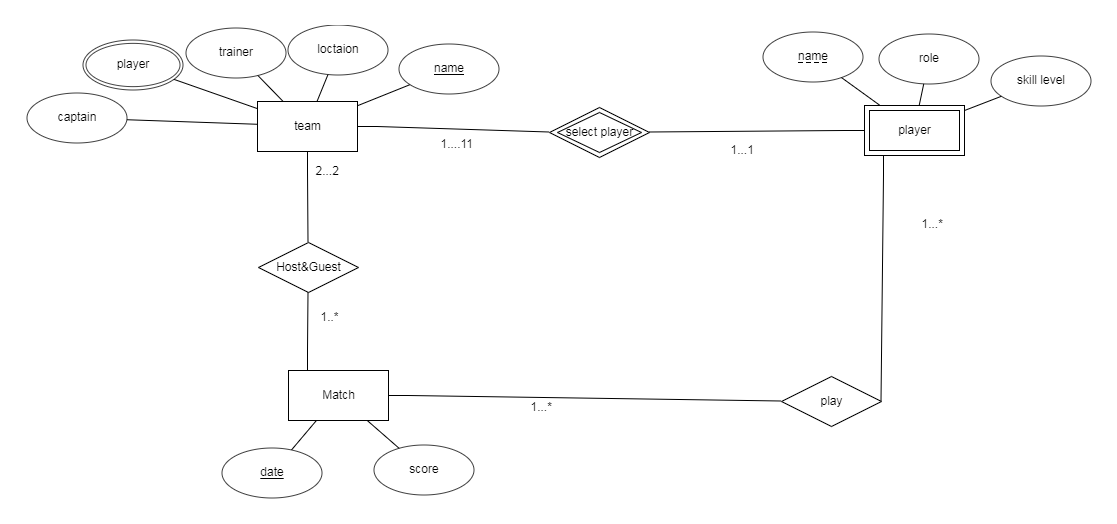 player
trainer
loctaion
name
captain
team
name
role
skill level
player
select player
1....11
1...1
2...2
1...*
Host&Guest
1..*
Match
1...*
play
date
score